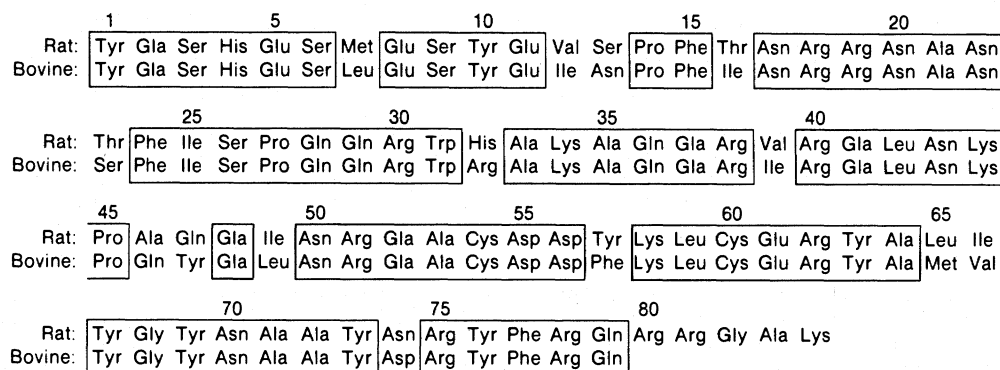 1 5 10 15 20
Rat: Tyr Gla Ser His Glu Ser Met Glu Ser Tyr Glu Val Ser Pro Phe Thr Asn Arg Arg Asn Ala Asn
Bovine: Tyr Gla Ser His Glu Ser Leu Glu Ser Tyr Glu Ile Asn Pro Phe Ile Asn Arg Arg Asn Ala Asn
25 30 35 40
Rat: Thr Phe Ile Ser Pro Gln Gln Arg Trp His Ala Lys Ala Gln Gla Arg Val Arg Gla Leu Asn Lys
Bovine: Ser Phe Ile Ser Pro Gln Gln Arg Trp Arg Ala Lys Ala Gln Gla Arg Ile Arg Gla Leu Asn Lys
45 50 55 60 65
Rat: Pro Ala Gln Gla Ile Asn Arg Gla Ala Cys Asp Asp Tyr Lys Leu Cys Glu Arg Tyr Ala Leu Ile
Bovine: Pro Gln Tyr Gla Leu Asn Arg Gla Ala Cys Asp Asp Phe Lys Leu Cys Glu Arg Tyr Ala Met Val
70 75 80
Rat: Tyr Gly Tyr Asn Ala Ala Tyr Asn Arg Tyr Phe Arg Gln Arg Arg Gly Ala Lys
Bovine: Tyr Gly Tyr Asn Ala Ala Tyr Asp Arg Tyr Phe Arg Gln